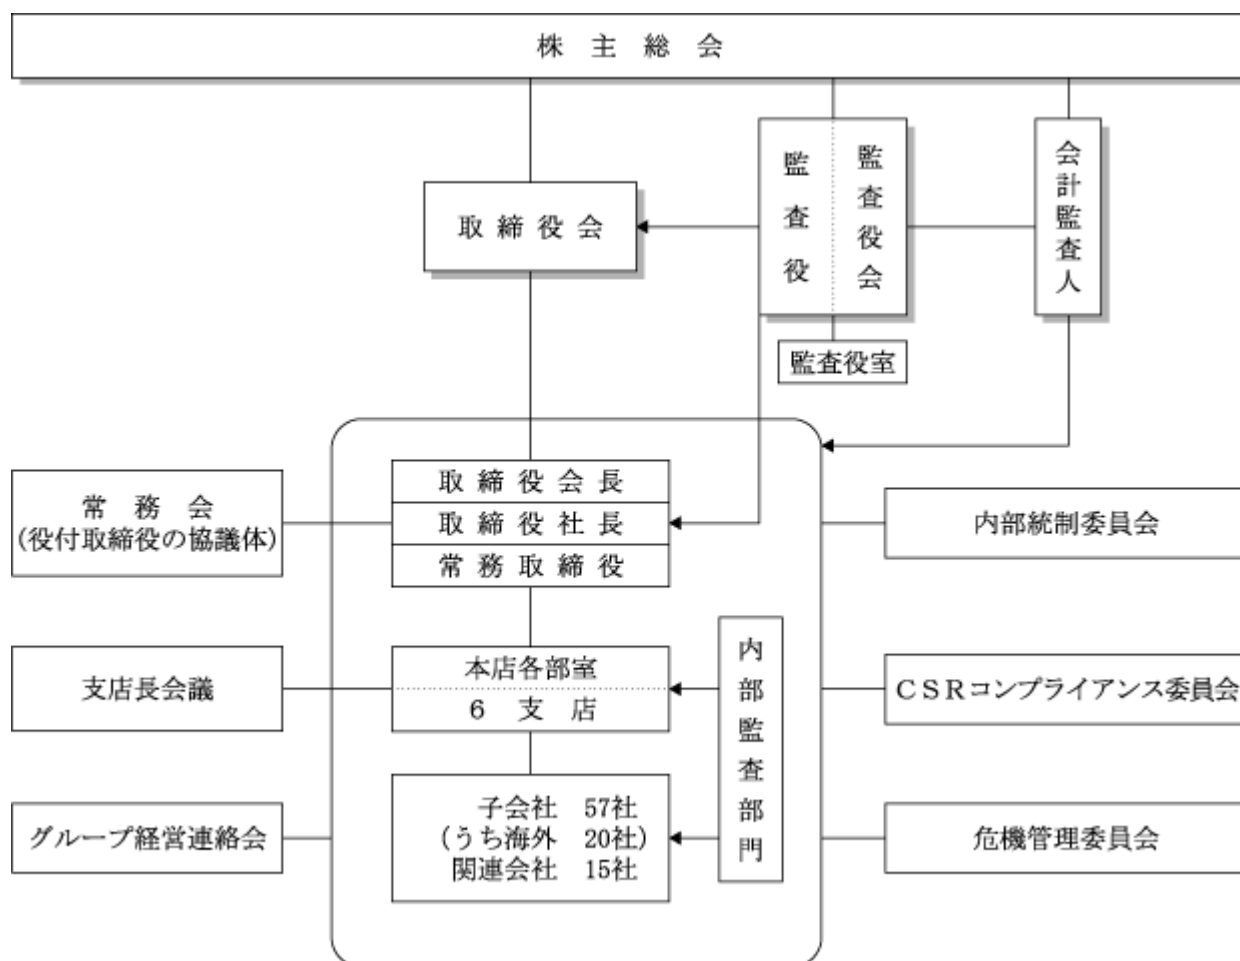 株主総会
取締役会
監査役
監査役会
会計監査人
監査役室
取締役会長
取締役社長
常務取締役
常務会
(役付取締役の協議体)
内部統制委員会
本店各部室
6 支店
支店長会議
内部監査部門
CSRコンプライアンス委員会
子会社 57社
(うち海外 20社)
関連会社 15社
グループ経営連絡会
危機管理委員会